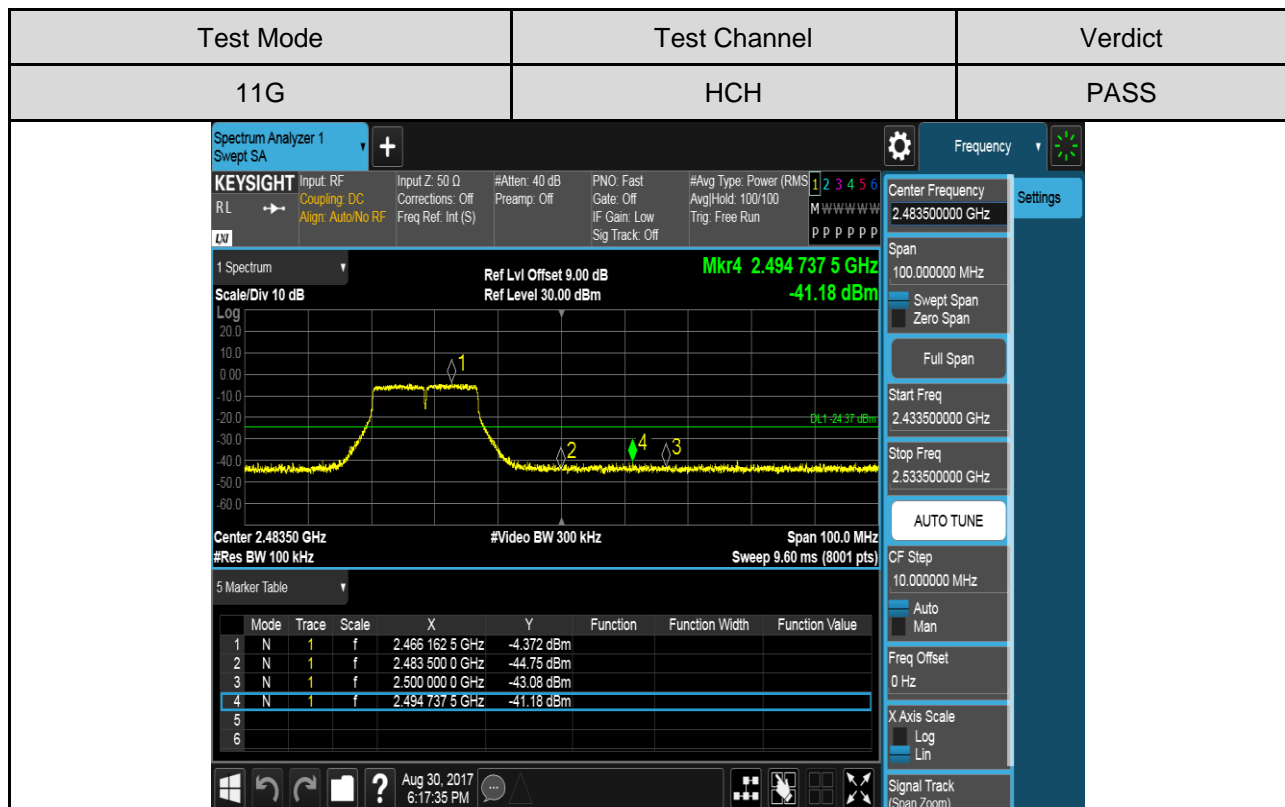 Test Mode Test Channel Verdict
11G HCH PASS
Spectrum Analyzer 1
Swept SA
Frequency
KEYSIGHT
RL
LXI
Input: RF
Coupling: DC
Align: Auto/No RF
Input Z: 50 Ω
Corrections: Off
Freq Ref: Int (S)
#Atten: 40 dB
Preamp: Off
PNO: Fast
Gate: Off
IF Gain: Low
Sig Track: Off
#Avg Type: Power (RMS
Avg|Hold: 100/100
Trig: Free Run
1 2 3 4 5 6
M W W W W W
P P P P P P
1 Spectrum
Scale/Div 10 dB
Ref Lvl Offset 9.00 dB
Ref Level 30.00 dBm
Mkr4 2.494 737 5 GHz
-41.18 dBm
Log
20.0
10.0
0.00
-10.0
-20.0
-30.0
-40.0
-50.0
-60.0
1
2
4
3
DL1 -24.37 dBm
Center 2.48350 GHz #Video BW 300 kHz Span 100.0 MHz
#Res BW 100 kHz Sweep 9.60 ms (8001 pts)
5 Marker Table
Mode Trace Scale X Y Function Function Width Function Value
1 N 1 f 2.466 162 5 GHz -4.372 dBm
2 N 1 f 2.483 500 0 GHz -44.75 dBm
3 N 1 f 2.500 000 0 GHz -43.08 dBm
4 N 1 f 2.494 737 5 GHz -41.18 dBm
5
6
Aug 30, 2017
6:17:35 PM
Settings
Center Frequency
2.483500000 GHz
Span
100.000000 MHz
Swept Span
Zero Span
Full Span
Start Freq
2.433500000 GHz
Stop Freq
2.533500000 GHz
AUTO TUNE
CF Step
10.000000 MHz
Auto
Man
Freq Offset
0 Hz
X Axis Scale
Log
Lin
Signal Track
(Span Zoom)